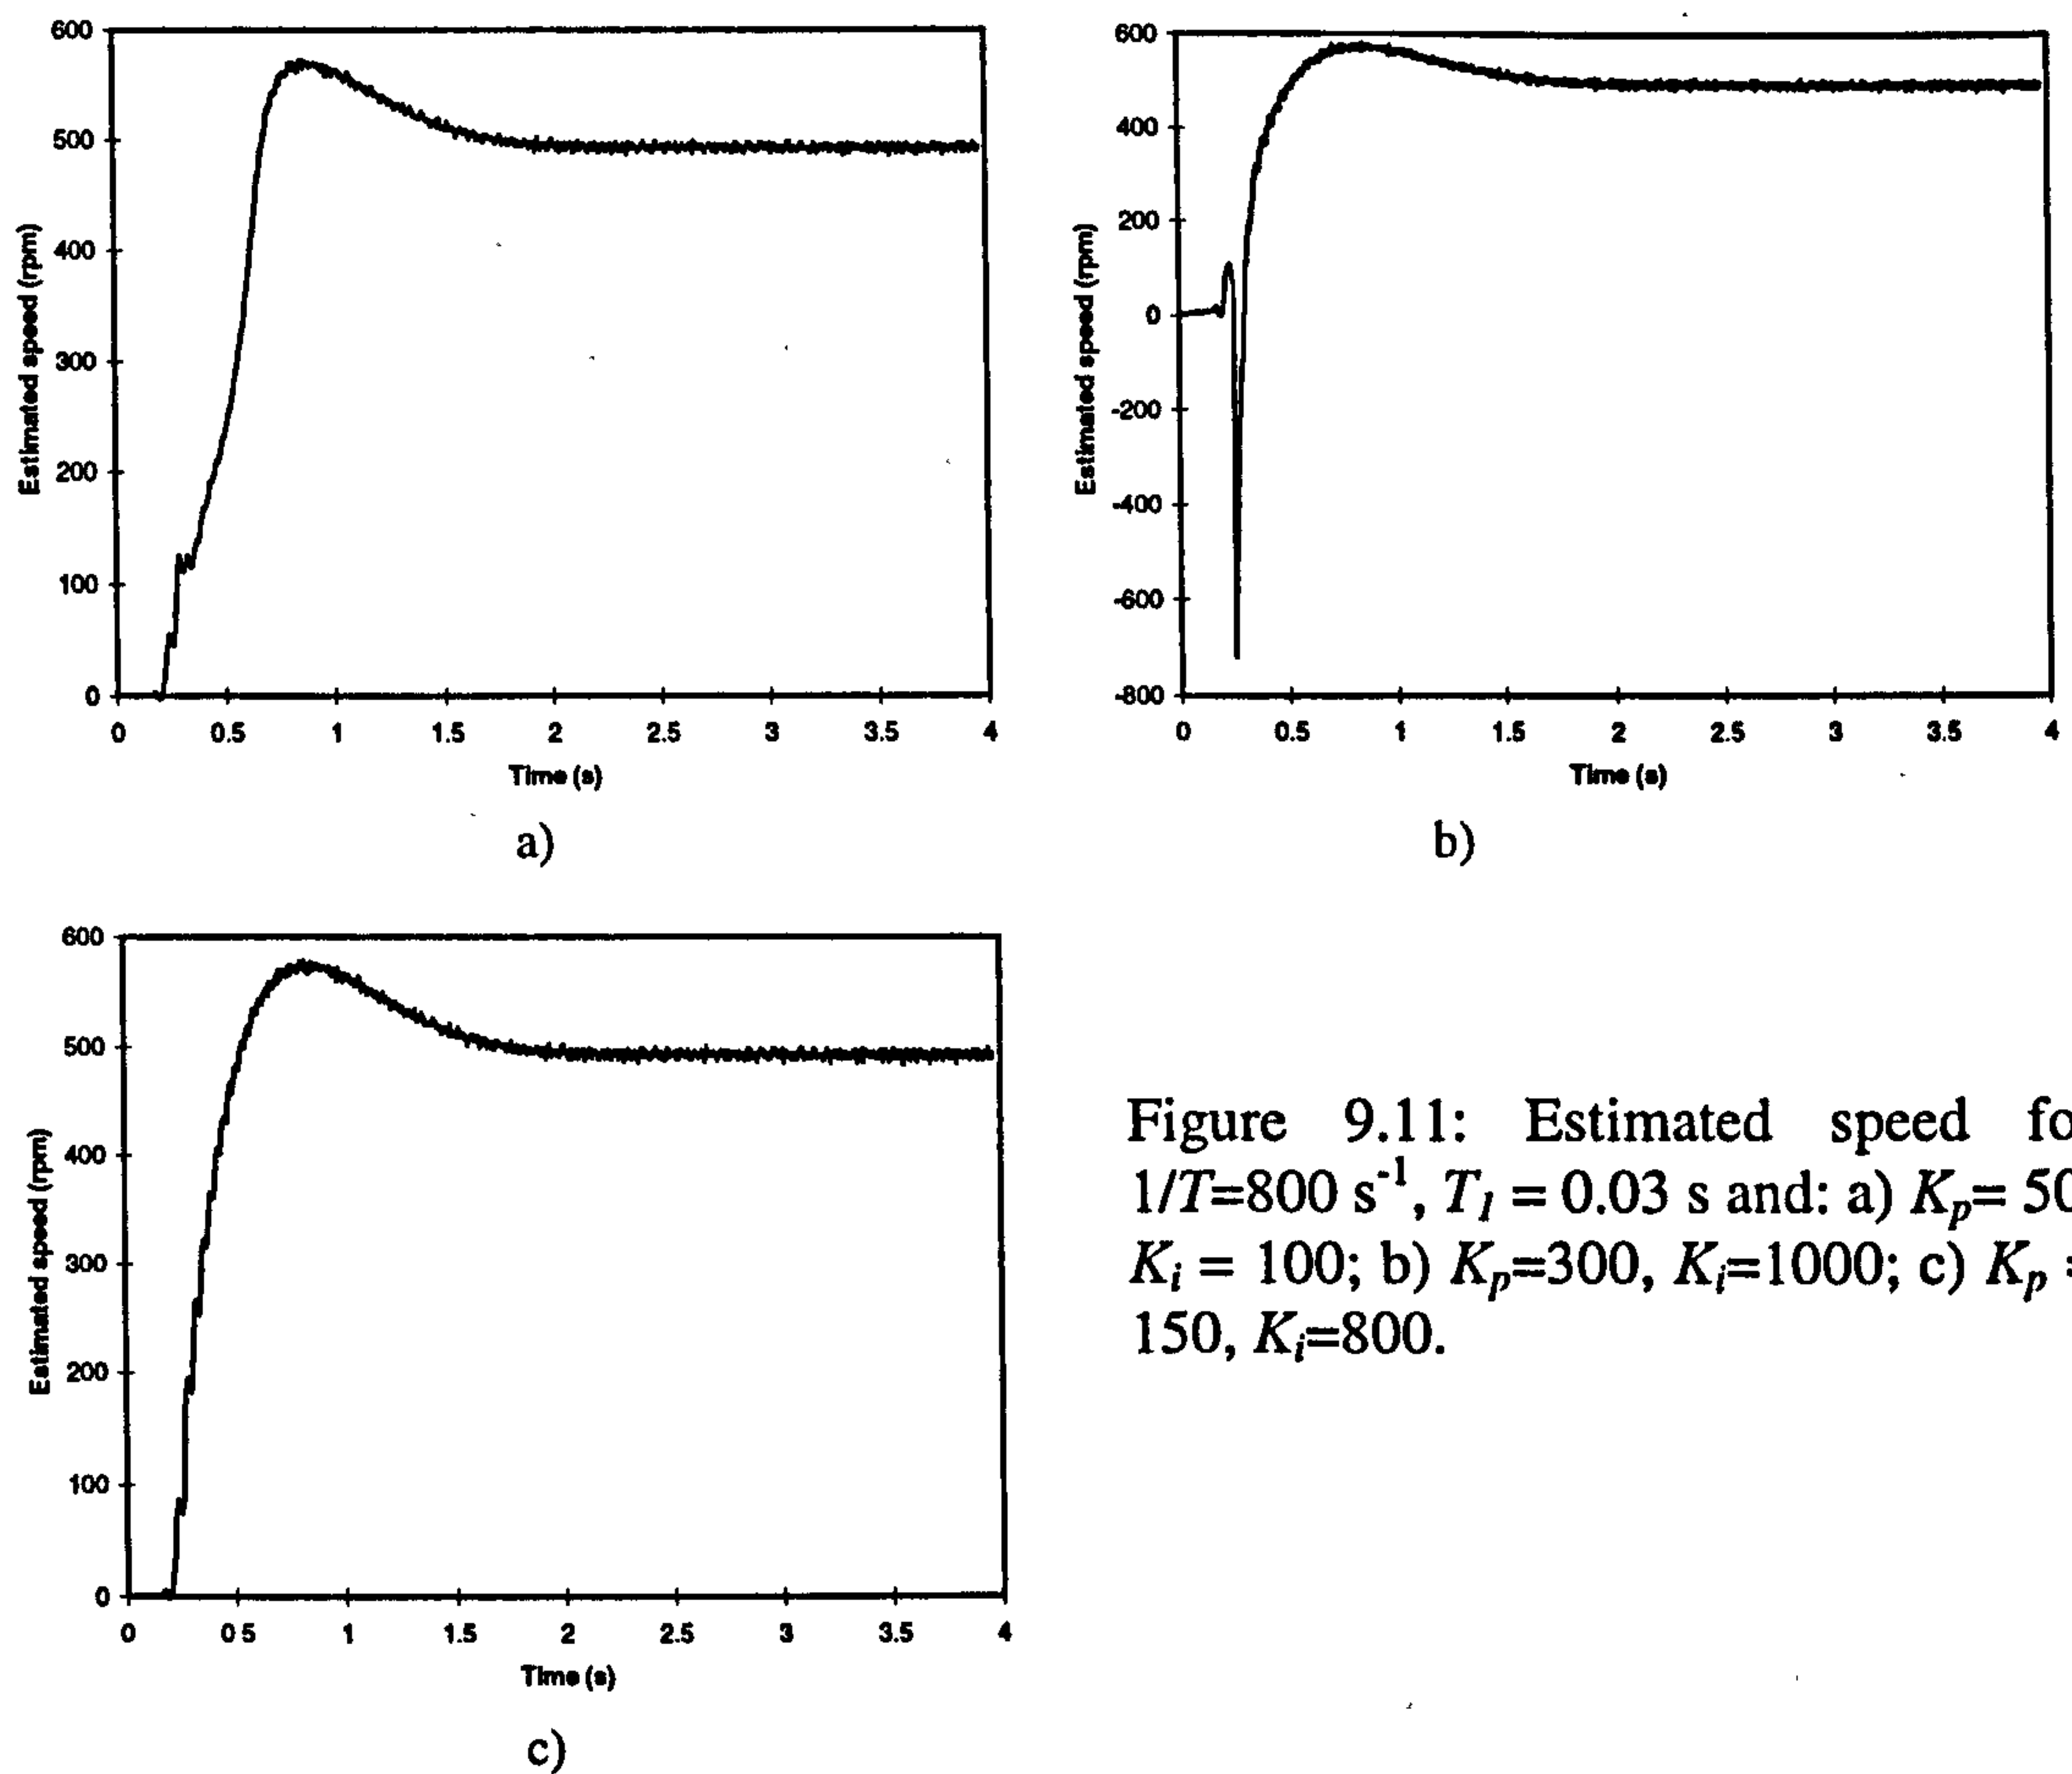 600
500
400
300
200
100
0
Estimated speed (rpm)
0 0.5 1 1.5 2 2.5 3 3.5 4
Time (s)
a)
600
400
200
0
-200
-400
-600
-800
Estimated speed (rpm)
0 0.5 1 1.5 2 2.5 3 3.5 4
Time (s)
b)
600
500
400
300
200
100
0
Estimated speed (rpm)
0 0 5 1 1.5 2 2.5 3 3.5 4
Time (s)
c)
Figure 9.11: Estimated speed fo
1/T=800 s⁻¹, T₁ = 0.03 s and: a) Kₚ= 50
Kᵢ = 100; b) Kₚ=300, Kᵢ=1000; c) Kₚ =
150, Kᵢ=800.